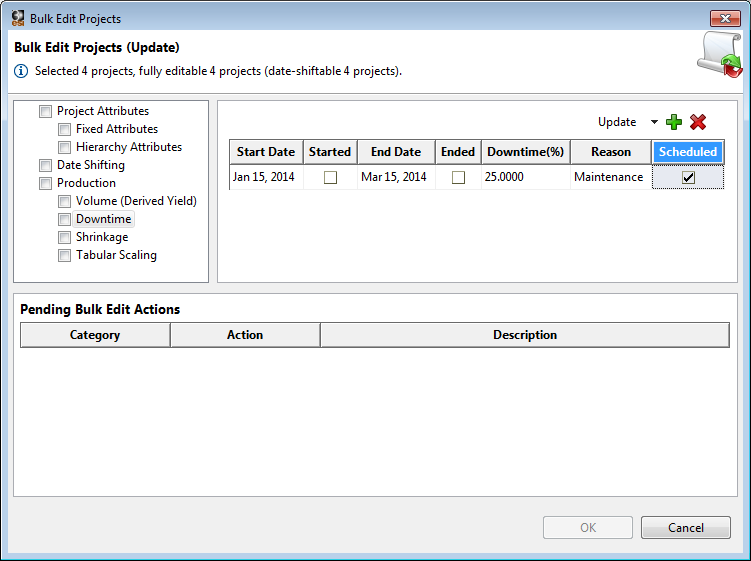 Bulk Edit Projects
Bulk Edit Projects (Update)
Selected 4 projects, fully editable 4 projects (date-shiftable 4 projects).
Project Attributes
Fixed Attributes
Hierarchy Attributes
Date Shifting
Production
Volume (Derived Yield)
Downtime
Shrinkage
Tabular Scaling
Update
Start Date Started End Date Ended Downtime(%) Reason Scheduled
Jan 15, 2014 Mar 15, 2014 25.0000 Maintenance
Pending Bulk Edit Actions
Category Action Description
OK Cancel